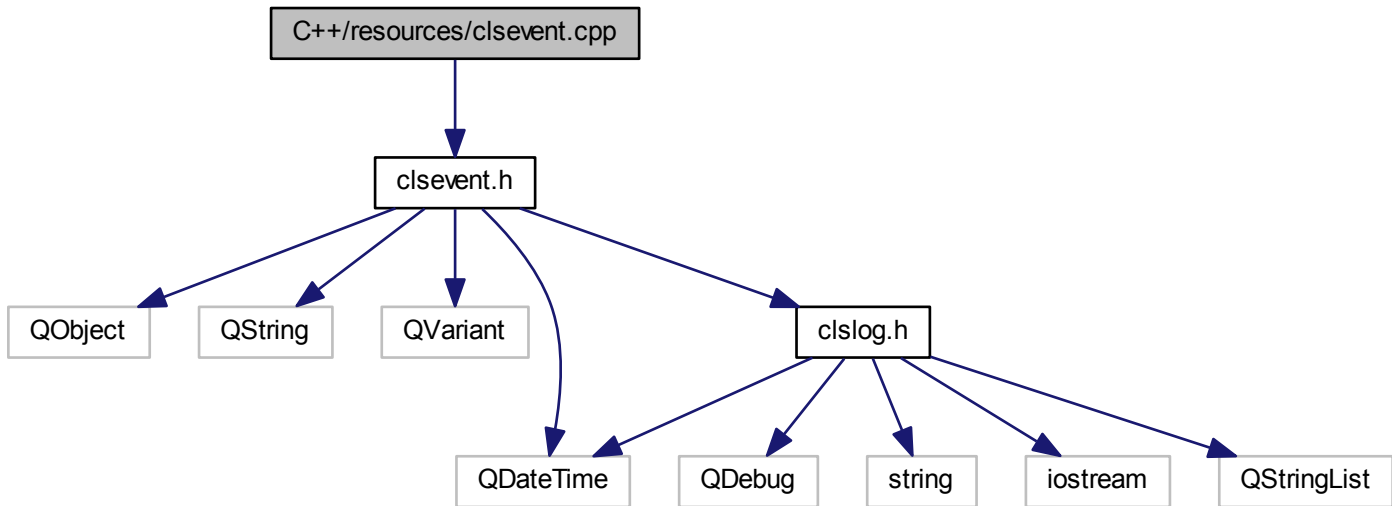 C++/resources/clsevent.cpp
clsevent.h
QObject
QString
QVariant
clslog.h
QDateTime
QDebug
string
iostream
QStringList